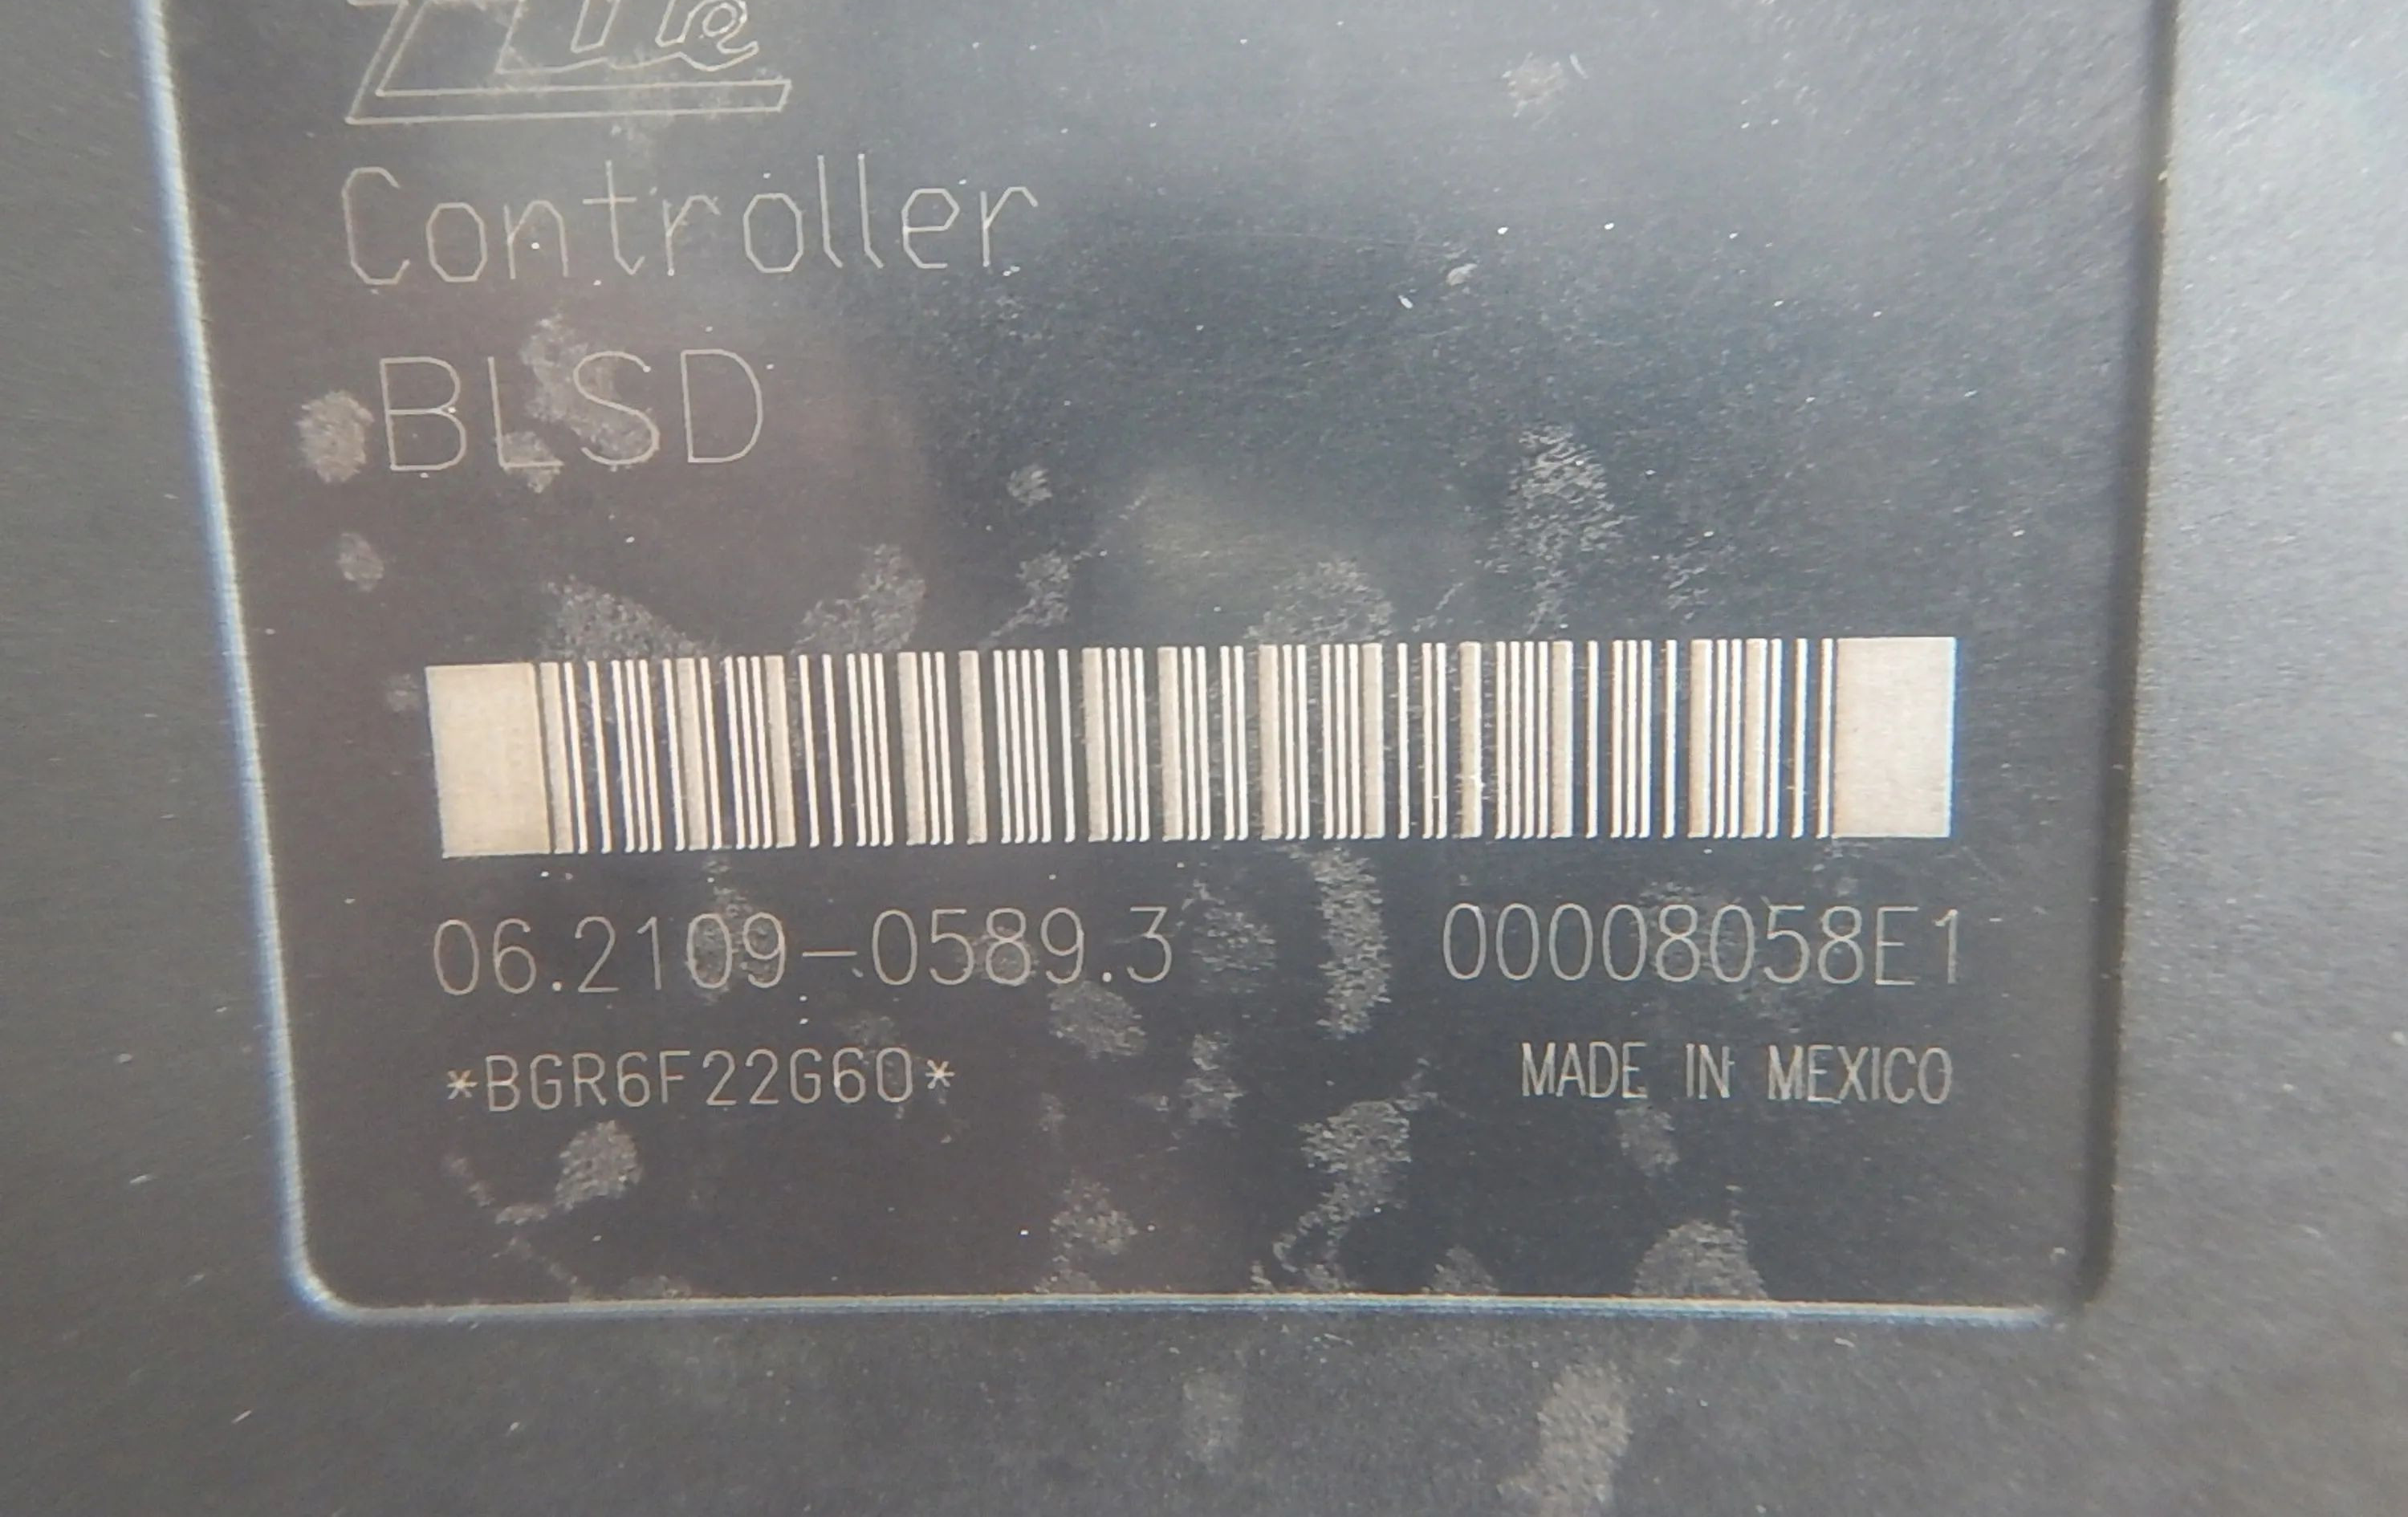 Controller
BLSD
06.2109-0589.3 00008058E1
*BGR6F22G60* MADE IN MEXICO